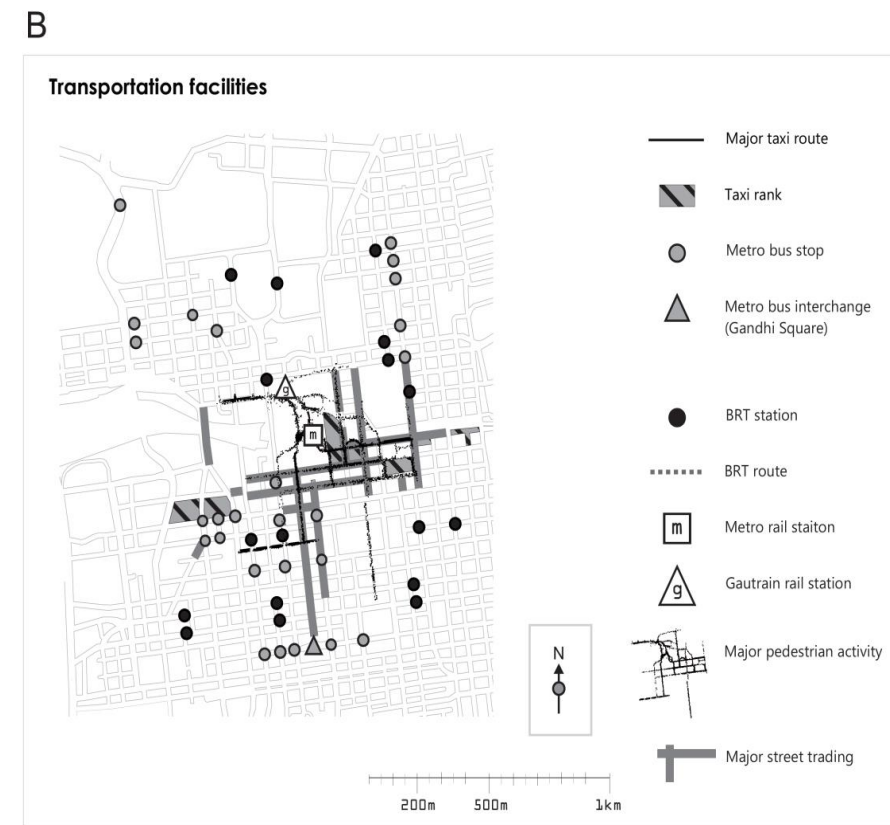 B
Transportation facilities
g
m
Major taxi route
Taxi rank
Metro bus stop
Metro bus interchange
(Gandhi Square)
BRT station
BRT route
m
Metro rail staiton
g
Gautrain rail station
Major pedestrian activity
Major street trading
N
200m 500m 1km